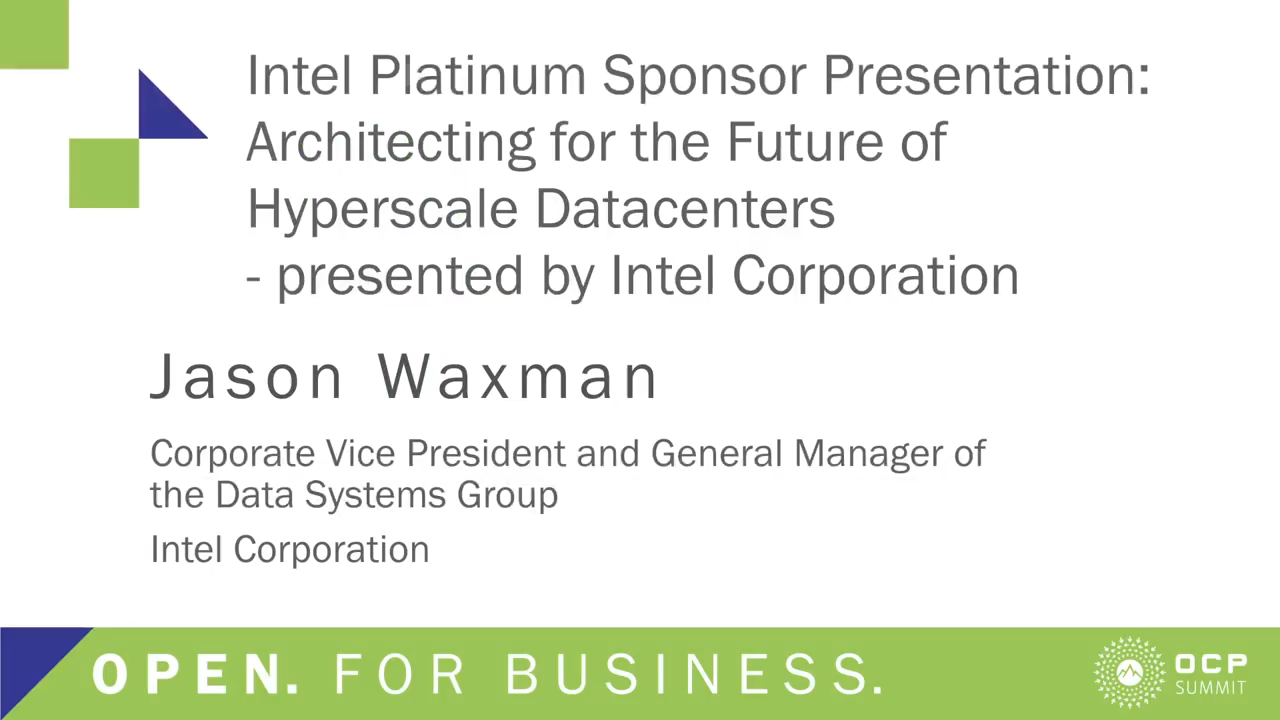 Intel Platinum Sponsor Presentation:
Architecting for the Future of
Hyperscale Datacenters
- presented by Intel Corporation
Jason Waxman
Corporate Vice President and General Manager of
the Data Systems Group
Intel Corporation
OPEN. FOR BUSINESS.
OCP
SUMMIT